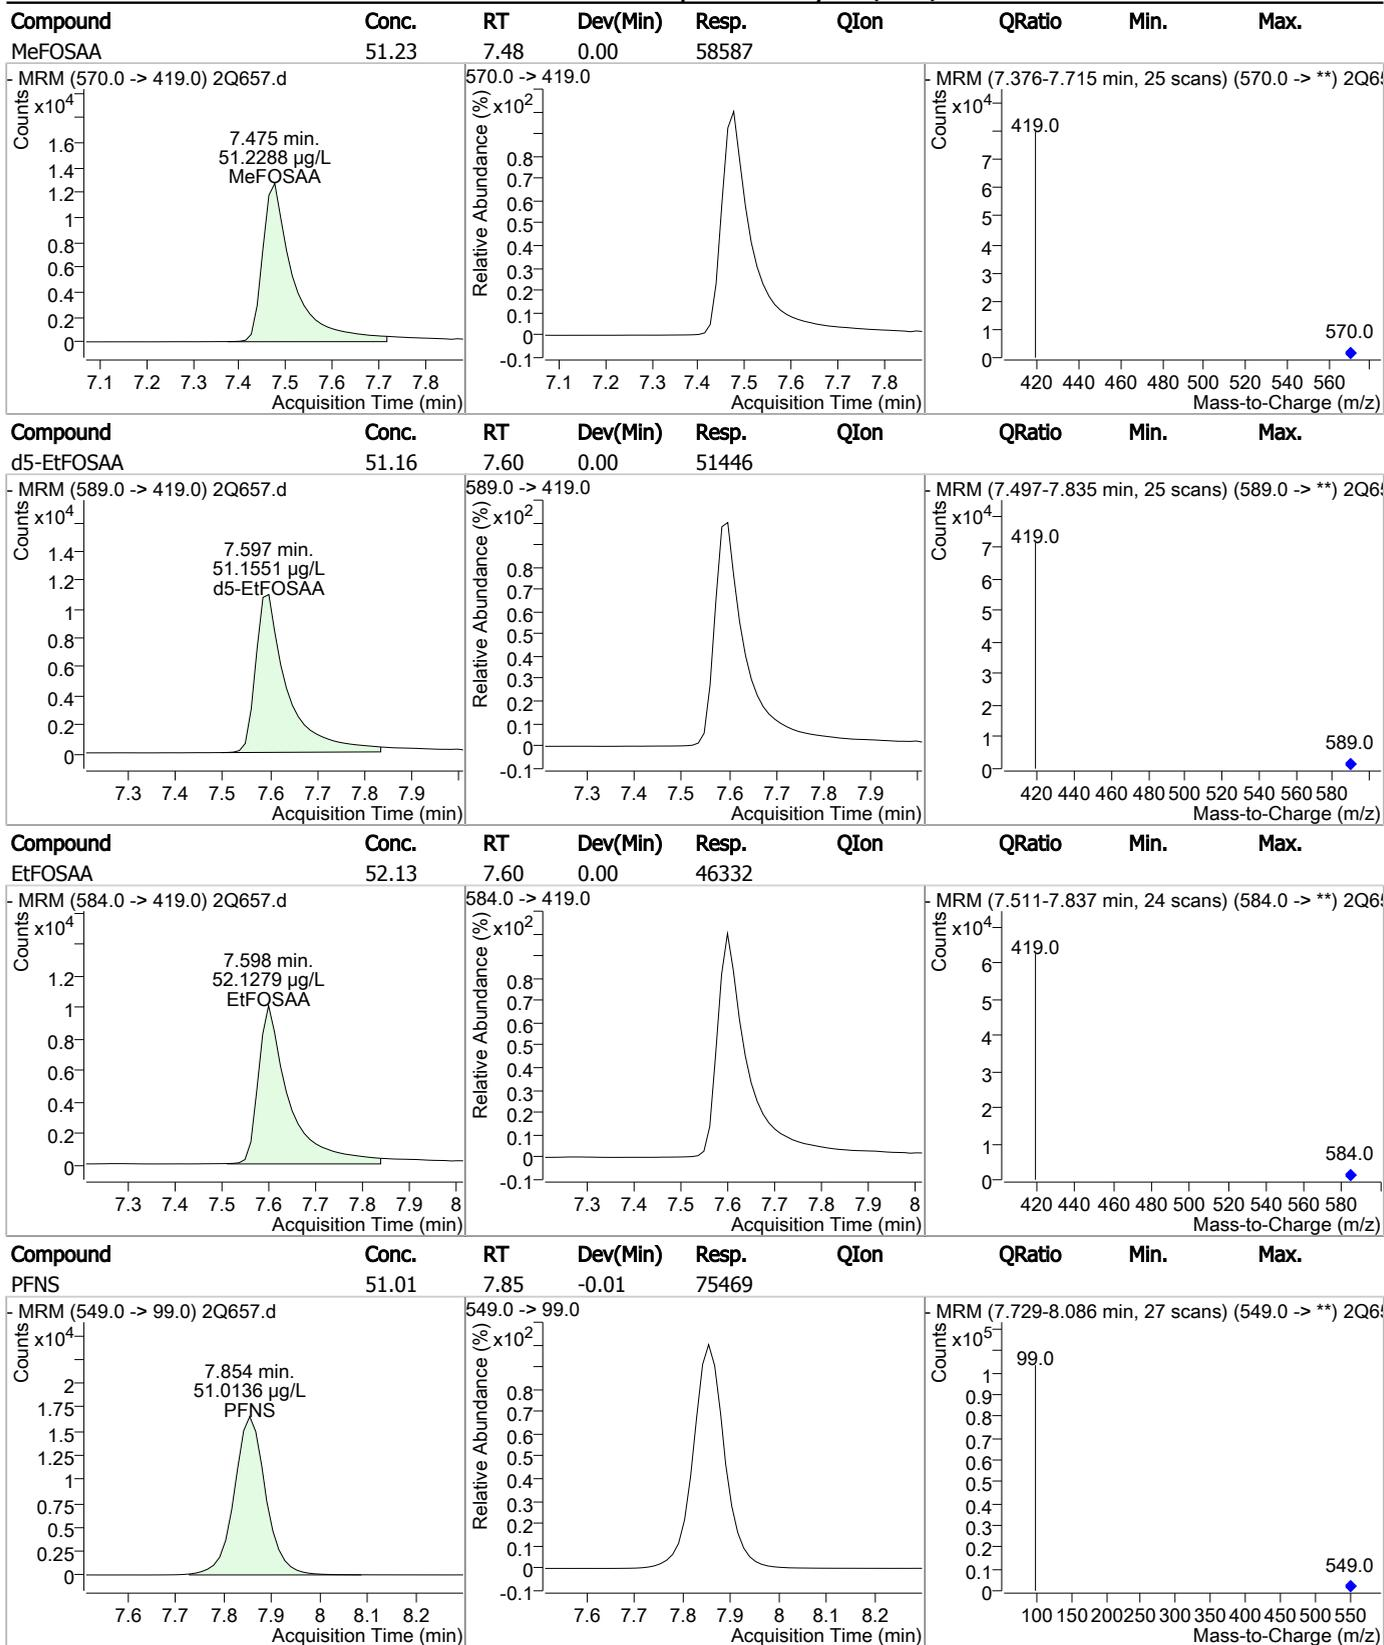 Compound Conc. RT Dev(Min) Resp. QIon QRatio Min. Max.
MeFOSAA 51.23 7.48 0.00 58587
- MRM (570.0 -> 419.0) 2Q657.d
Counts
x10⁴
7.475 min.
51.2288 µg/L
MeFOSAA
1.6
1.4
1.2
1
0.8
0.6
0.4
0.2
0
7.1 7.2 7.3 7.4 7.5 7.6 7.7 7.8
Acquisition Time (min)
570.0 -> 419.0
Relative Abundance (%)
x10²
0.8
0.7
0.6
0.5
0.4
0.3
0.2
0.1
0
-0.1
7.1 7.2 7.3 7.4 7.5 7.6 7.7 7.8
Acquisition Time (min)
- MRM (7.376-7.715 min, 25 scans) (570.0 -> **)
Counts
x10⁴
419.0
7
6
5
4
3
2
1
0
570.0
420 440 460 480 500 520 540 560
Mass-to-Charge (m/z)
Compound Conc. RT Dev(Min) Resp. QIon QRatio Min. Max.
d5-EtFOSAA 51.16 7.60 0.00 51446
- MRM (589.0 -> 419.0) 2Q657.d
Counts
x10⁴
7.597 min.
51.1551 µg/L
d5-EtFOSAA
1.4
1.2
1
0.8
0.6
0.4
0.2
0
7.3 7.4 7.5 7.6 7.7 7.8 7.9
Acquisition Time (min)
589.0 -> 419.0
Relative Abundance (%)
x10²
0.8
0.7
0.6
0.5
0.4
0.3
0.2
0.1
0
-0.1
7.3 7.4 7.5 7.6 7.7 7.8 7.9
Acquisition Time (min)
- MRM (7.497-7.835 min, 25 scans) (589.0 -> **)
Counts
x10⁴
419.0
7
6
5
4
3
2
1
0
589.0
420 440 460 480 500 520 540 560 580
Mass-to-Charge (m/z)
Compound Conc. RT Dev(Min) Resp. QIon QRatio Min. Max.
EtFOSAA 52.13 7.60 0.00 46332
- MRM (584.0 -> 419.0) 2Q657.d
Counts
x10⁴
7.598 min.
52.1279 µg/L
EtFOSAA
1.2
1
0.8
0.6
0.4
0.2
0
7.3 7.4 7.5 7.6 7.7 7.8 7.9 8
Acquisition Time (min)
584.0 -> 419.0
Relative Abundance (%)
x10²
0.8
0.7
0.6
0.5
0.4
0.3
0.2
0.1
0
-0.1
7.3 7.4 7.5 7.6 7.7 7.8 7.9 8
Acquisition Time (min)
- MRM (7.511-7.837 min, 24 scans) (584.0 -> **)
Counts
x10⁴
419.0
6
5
4
3
2
1
0
584.0
420 440 460 480 500 520 540 560 580
Mass-to-Charge (m/z)
Compound Conc. RT Dev(Min) Resp. QIon QRatio Min. Max.
PFNS 51.01 7.85 -0.01 75469
- MRM (549.0 -> 99.0) 2Q657.d
Counts
x10⁴
7.854 min.
51.0136 µg/L
PFNS
2
1.75
1.5
1.25
1
0.75
0.5
0.25
0
7.6 7.7 7.8 7.9 8 8.1 8.2
Acquisition Time (min)
549.0 -> 99.0
Relative Abundance (%)
x10²
0.8
0.7
0.6
0.5
0.4
0.3
0.2
0.1
0
-0.1
7.6 7.7 7.8 7.9 8 8.1 8.2
Acquisition Time (min)
- MRM (7.729-8.086 min, 27 scans) (549.0 -> **)
Counts
x10⁵
99.0
1
0.9
0.8
0.7
0.6
0.5
0.4
0.3
0.2
0.1
0
549.0
100 150 200 250 300 350 400 450 500 550
Mass-to-Charge (m/z)